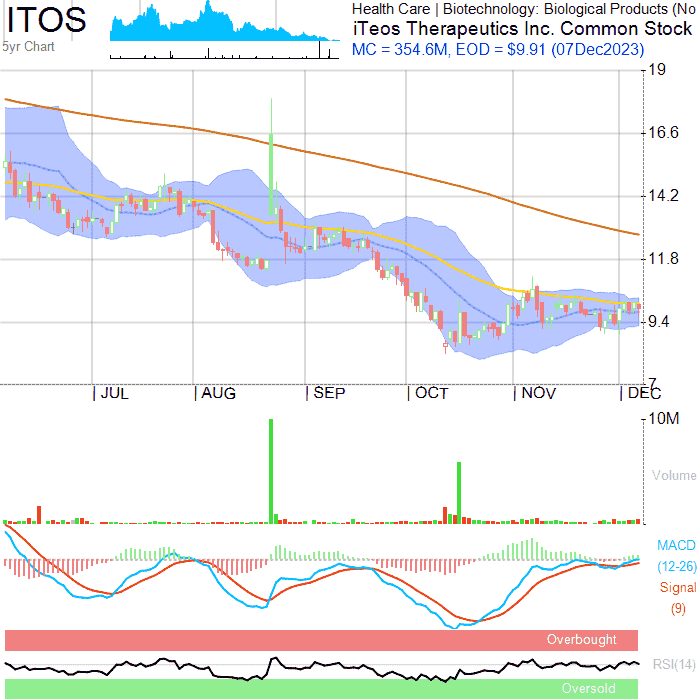 ITOS
5yr Chart
Health Care | Biotechnology: Biological Products (No
iTeos Therapeutics Inc. Common Stock
MC = 354.6M, EOD = $9.91 (07Dec2023)
19
16.6
14.2
11.8
9.4
7
JUL AUG SEP OCT NOV DEC
10M
Volume
MACD
(12-26)
Signal
(9)
Overbought
RSI(14)
Oversold